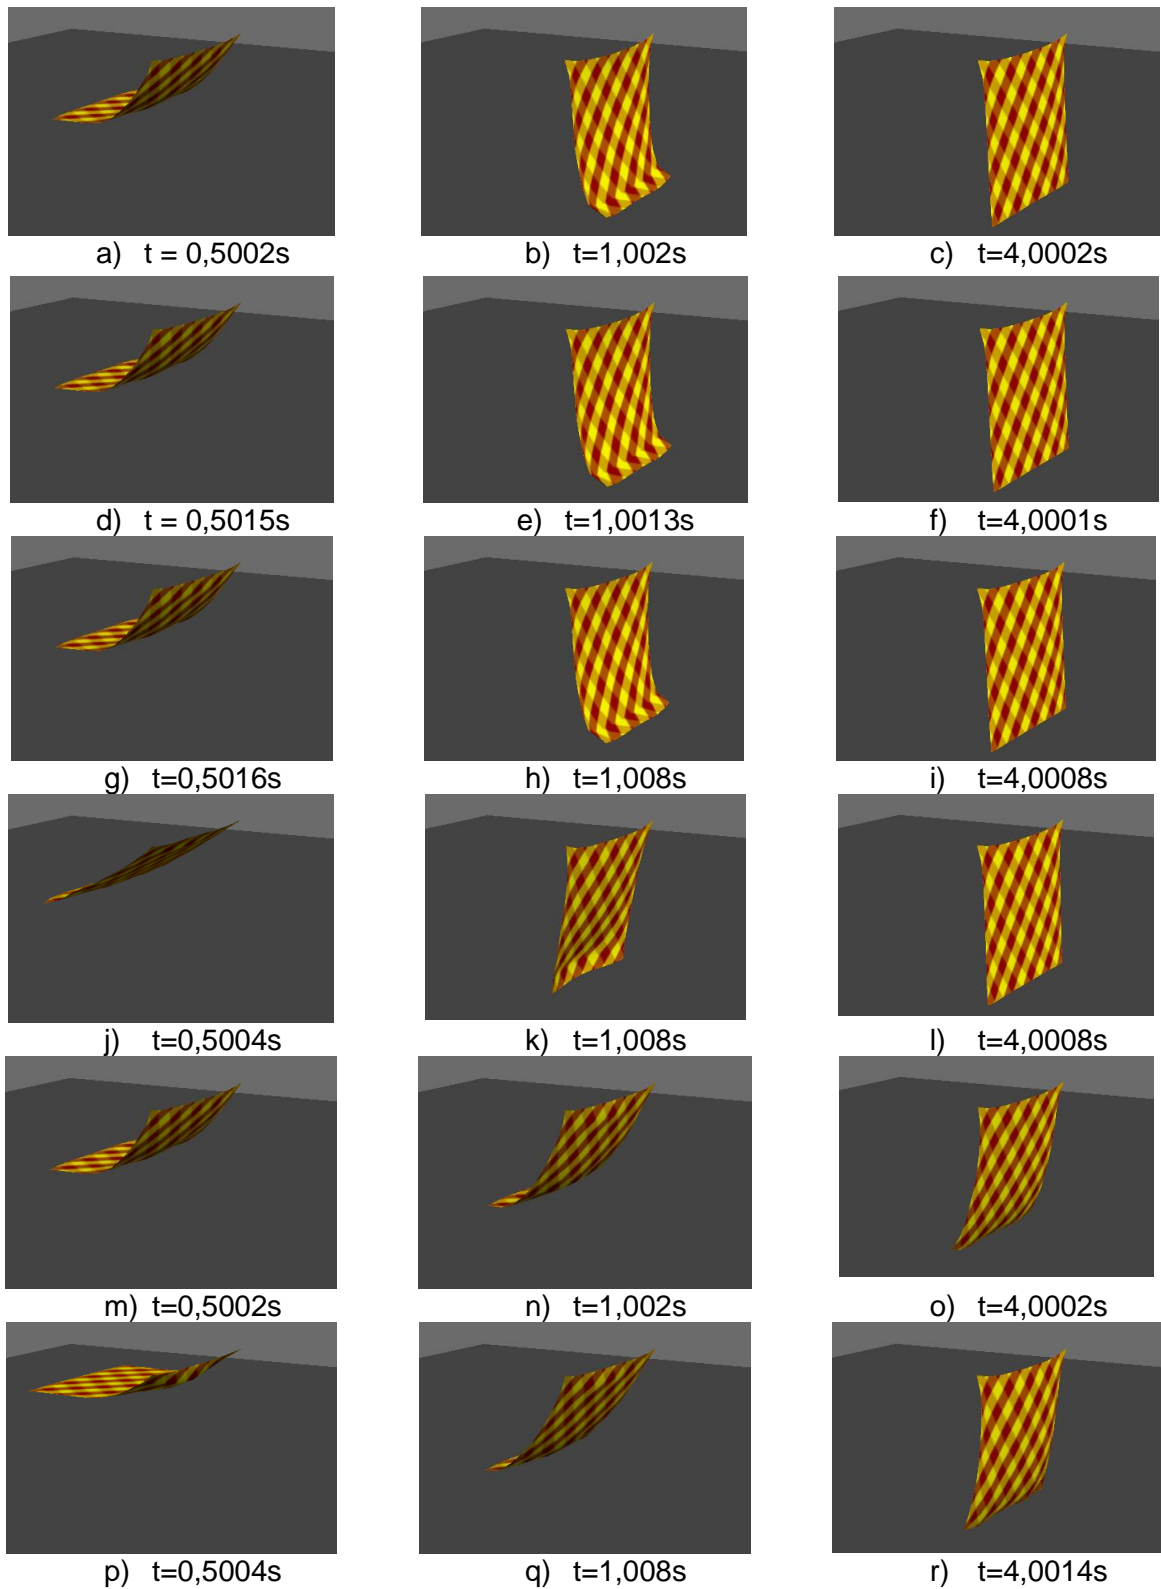 a) t = 0,5002s
b) t=1,002s
c) t=4,0002s
d) t = 0,5015s
e) t=1,0013s
f) t=4,0001s
g) t=0,5016s
h) t=1,008s
i) t=4,0008s
j) t=0,5004s
k) t=1,008s
l) t=4,0008s
m) t=0,5002s
n) t=1,002s
o) t=4,0002s
p) t=0,5004s
q) t=1,008s
r) t=4,0014s